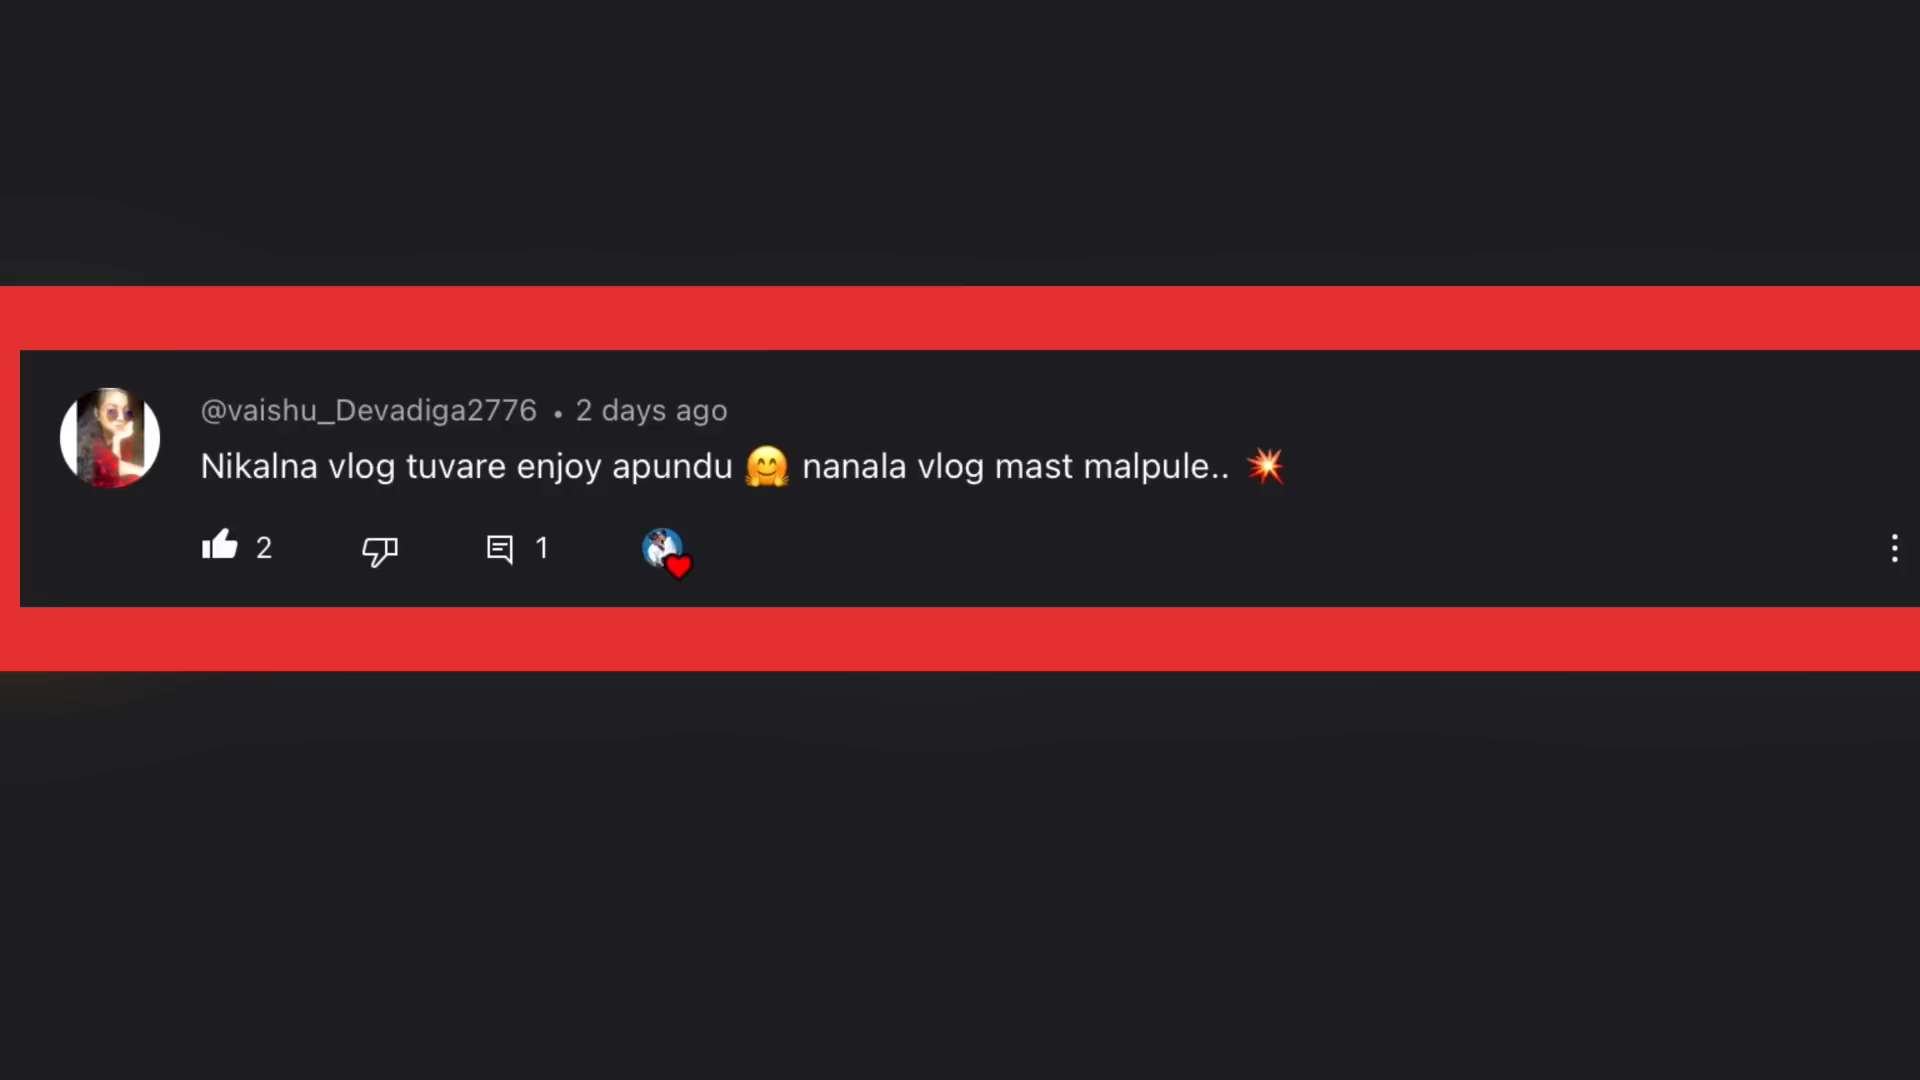 @vaishu_Devadiga2776 • 2 days ago
Nikalna vlog tuvare enjoy apundu 🤗 nanala vlog mast malpule.. 💥
2 1